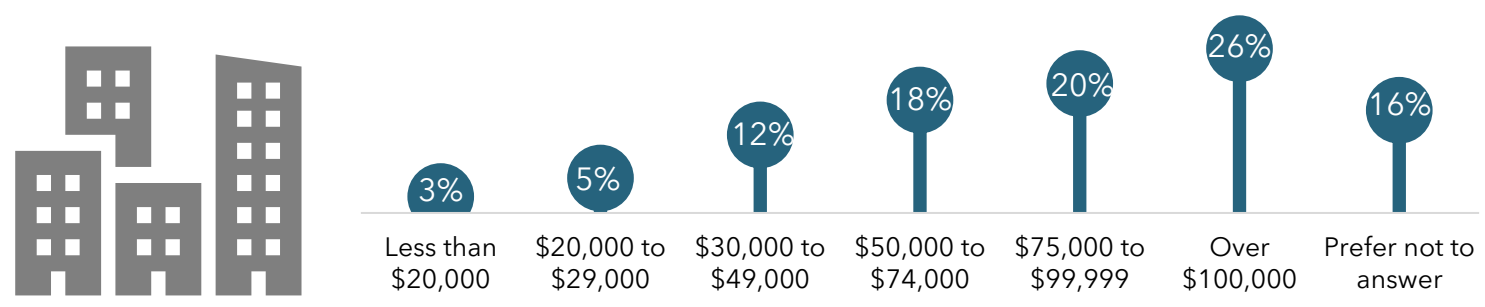 3%
5%
12%
18%
20%
26%
16%
Less than
$20,000
$20,000 to
$29,000
$30,000 to
$49,000
$50,000 to
$74,000
$75,000 to
$99,999
Over
$100,000
Prefer not to
answer